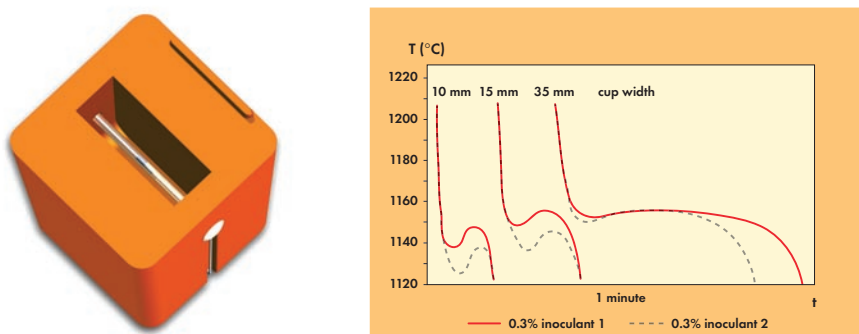 T (°C)
1220
1200
1180
1160
1140
1120
10 mm 15 mm 35 mm cup width
1 minute t
0.3% inoculant 1 0.3% inoculant 2